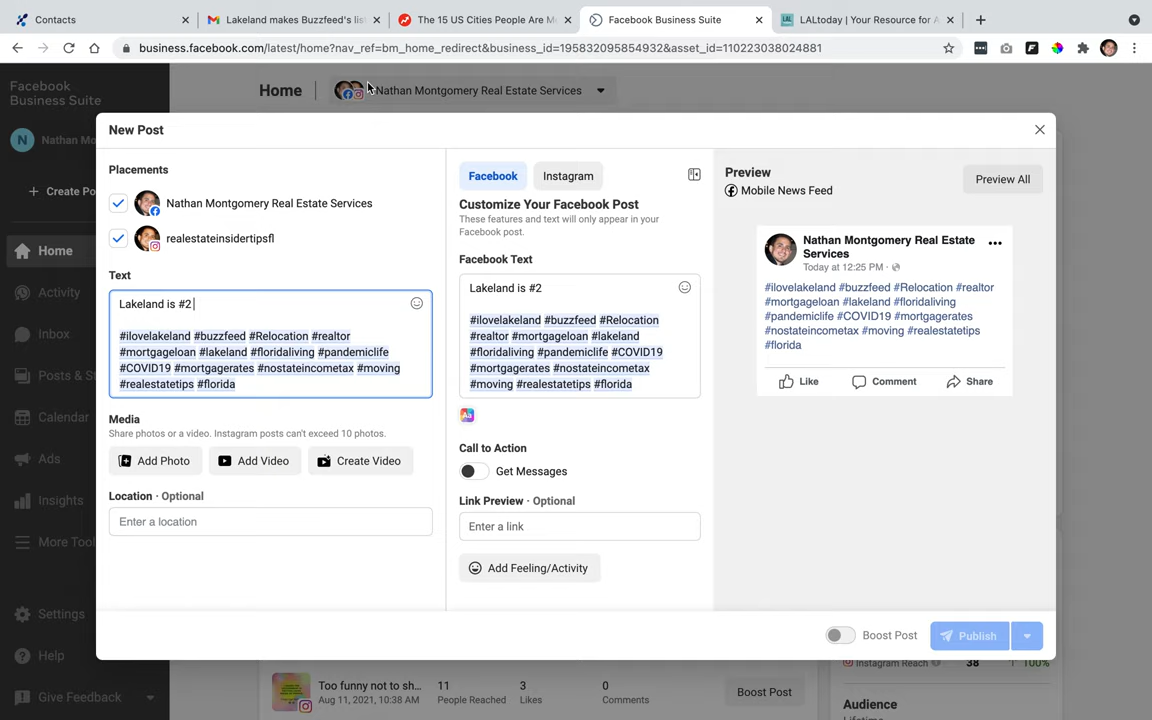 Contacts
Lakeland makes Buzzfeed's lis
The 15 US Cities People Are M
Facebook Business Suite
LALtoday | Your Resource for A
business.facebook.com/latest/home?nav_ref=bm_home_redirect&business_id=195832095854932&asset_id=110223038024881
Facebook
Business Suite
Home
Nathan Montgomery Real Estate Services
N
Nathan Mo
Create Po
Home
Activity
Inbox
Posts & St
Calendar
Ads
Insights
More Tool
Settings
Help
Give Feedback
New Post
Placements
Nathan Montgomery Real Estate Services
realestateinsidertipsfl
Text
Lakeland is #2
#ilovelakeland #buzzfeed #Relocation #realtor
#mortgageloan #lakeland #floridaliving #pandemiclife
#COVID19 #mortgagerates #nostateincometax #moving
#realestatetips #florida
Media
Share photos or a video. Instagram posts can't exceed 10 photos.
Add Photo
Add Video
Create Video
Location · Optional
Enter a location
Facebook
Instagram
Customize Your Facebook Post
These features and text will only appear in your
Facebook post.
Facebook Text
Lakeland is #2
#ilovelakeland #buzzfeed #Relocation
#realtor #mortgageloan #lakeland
#floridaliving #pandemiclife #COVID19
#mortgagerates #nostateincometax
#moving #realestatetips #florida
Call to Action
Get Messages
Link Preview · Optional
Enter a link
Add Feeling/Activity
Preview
Mobile News Feed
Preview All
Nathan Montgomery Real Estate
Services
Today at 12:25 PM ·
#ilovelakeland #buzzfeed #Relocation #realtor
#mortgageloan #lakeland #floridaliving
#pandemiclife #COVID19 #mortgagerates
#nostateincometax #moving #realestatetips
#florida
Like
Comment
Share
Boost Post
Publish
Too funny not to sh...
Aug 11, 2021, 10:38 AM
11
People Reached
3
Likes
0
Comments
Boost Post
Instagram Reach
38
100%
Audience